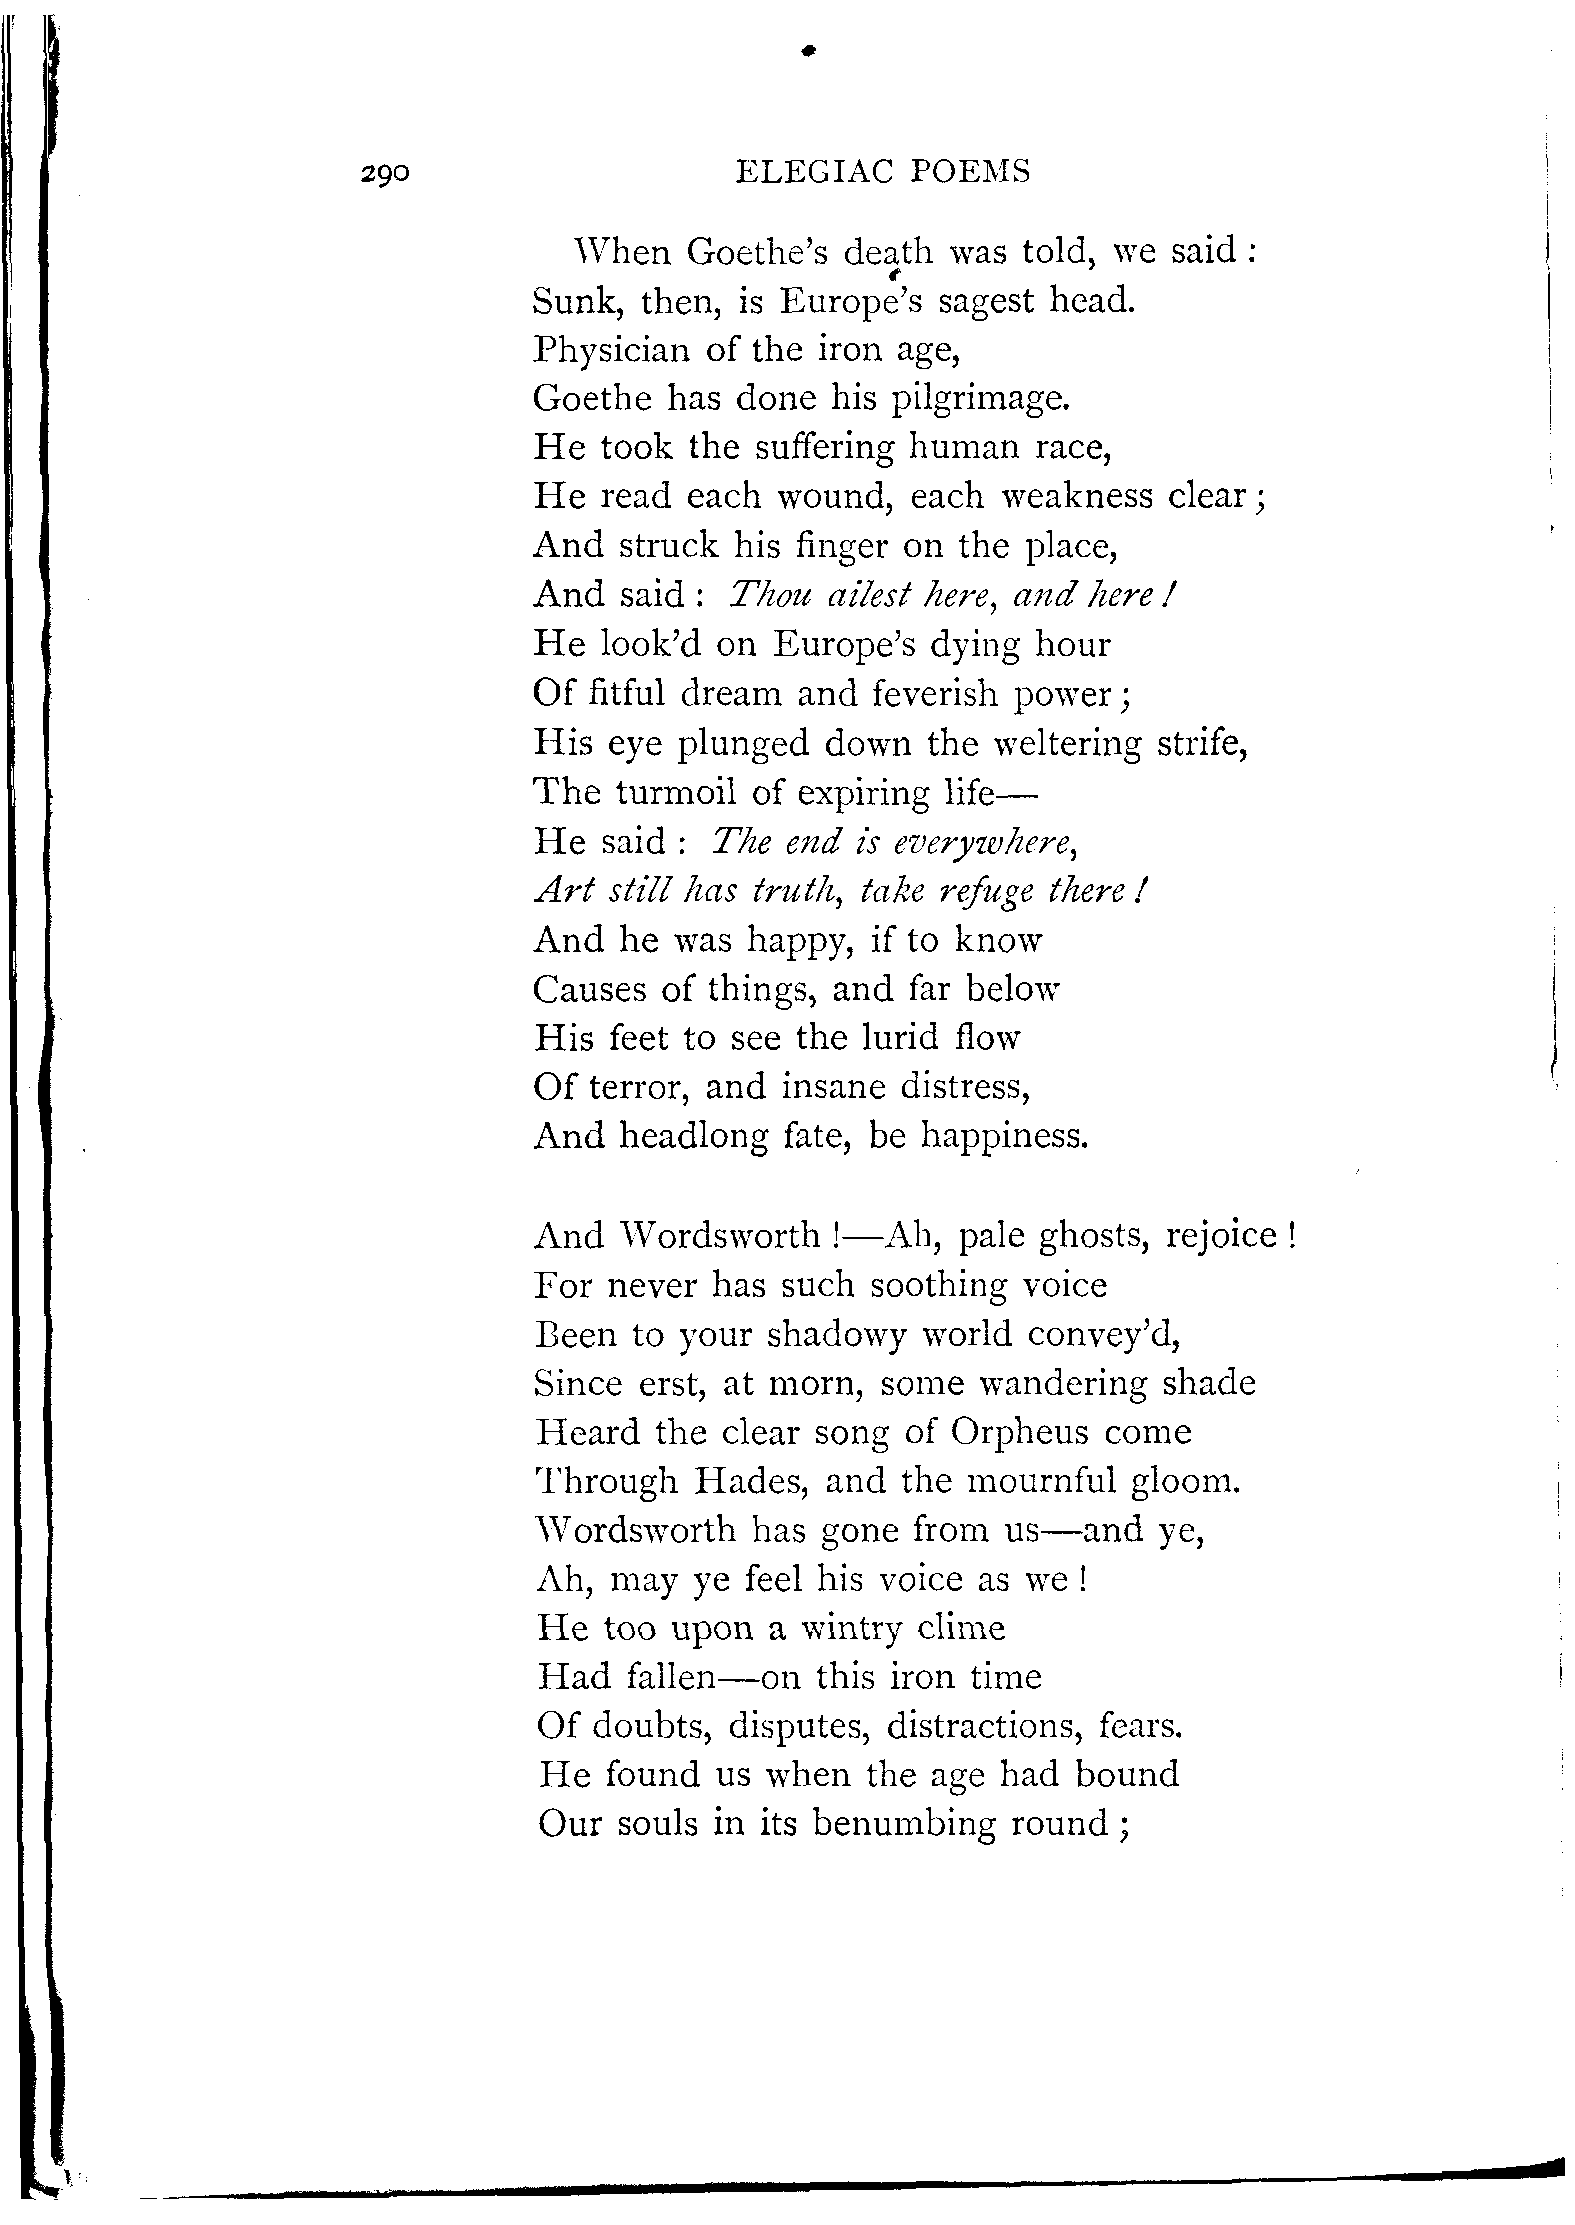 290 ELEGIAC POEMS
When Goethe's death was told, we said :
Sunk, then, is Europe's sagest head.
Physician of the iron age,
Goethe has done his pilgrimage.
He took the suffering human race,
He read each wound, each weakness clear ;
And struck his finger on the place,
And said : Thou ailest here, and here !
He look'd on Europe's dying hour
Of fitful dream and feverish power ;
His eye plunged down the weltering strife,
The turmoil of expiring life—
He said : The end is everywhere,
Art still has truth, take refuge there !
And he was happy, if to know
Causes of things, and far below
His feet to see the lurid flow
Of terror, and insane distress,
And headlong fate, be happiness.
And Wordsworth !—Ah, pale ghosts, rejoice !
For never has such soothing voice
Been to your shadowy world convey'd,
Since erst, at morn, some wandering shade
Heard the clear song of Orpheus come
Through Hades, and the mournful gloom.
Wordsworth has gone from us—and ye,
Ah, may ye feel his voice as we !
He too upon a wintry clime
Had fallen—on this iron time
Of doubts, disputes, distractions, fears.
He found us when the age had bound
Our souls in its benumbing round ;